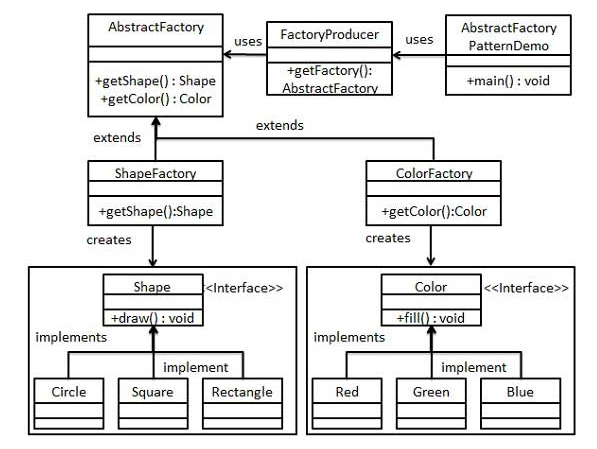 AbstractFactory
+getShape() : Shape
+getColor() : Color
uses
FactoryProducer
+getFactory():
AbstractFactory
uses
AbstractFactory
PatternDemo
+main() : void
extends
extends
ShapeFactory
+getShape():Shape
ColorFactory
+getColor():Color
creates
creates
Shape
<<Interface>>
+draw() : void
implements
implement
Circle
Square
Rectangle
Color
<<Interface>>
+fill() : void
implements
implement
Red
Green
Blue